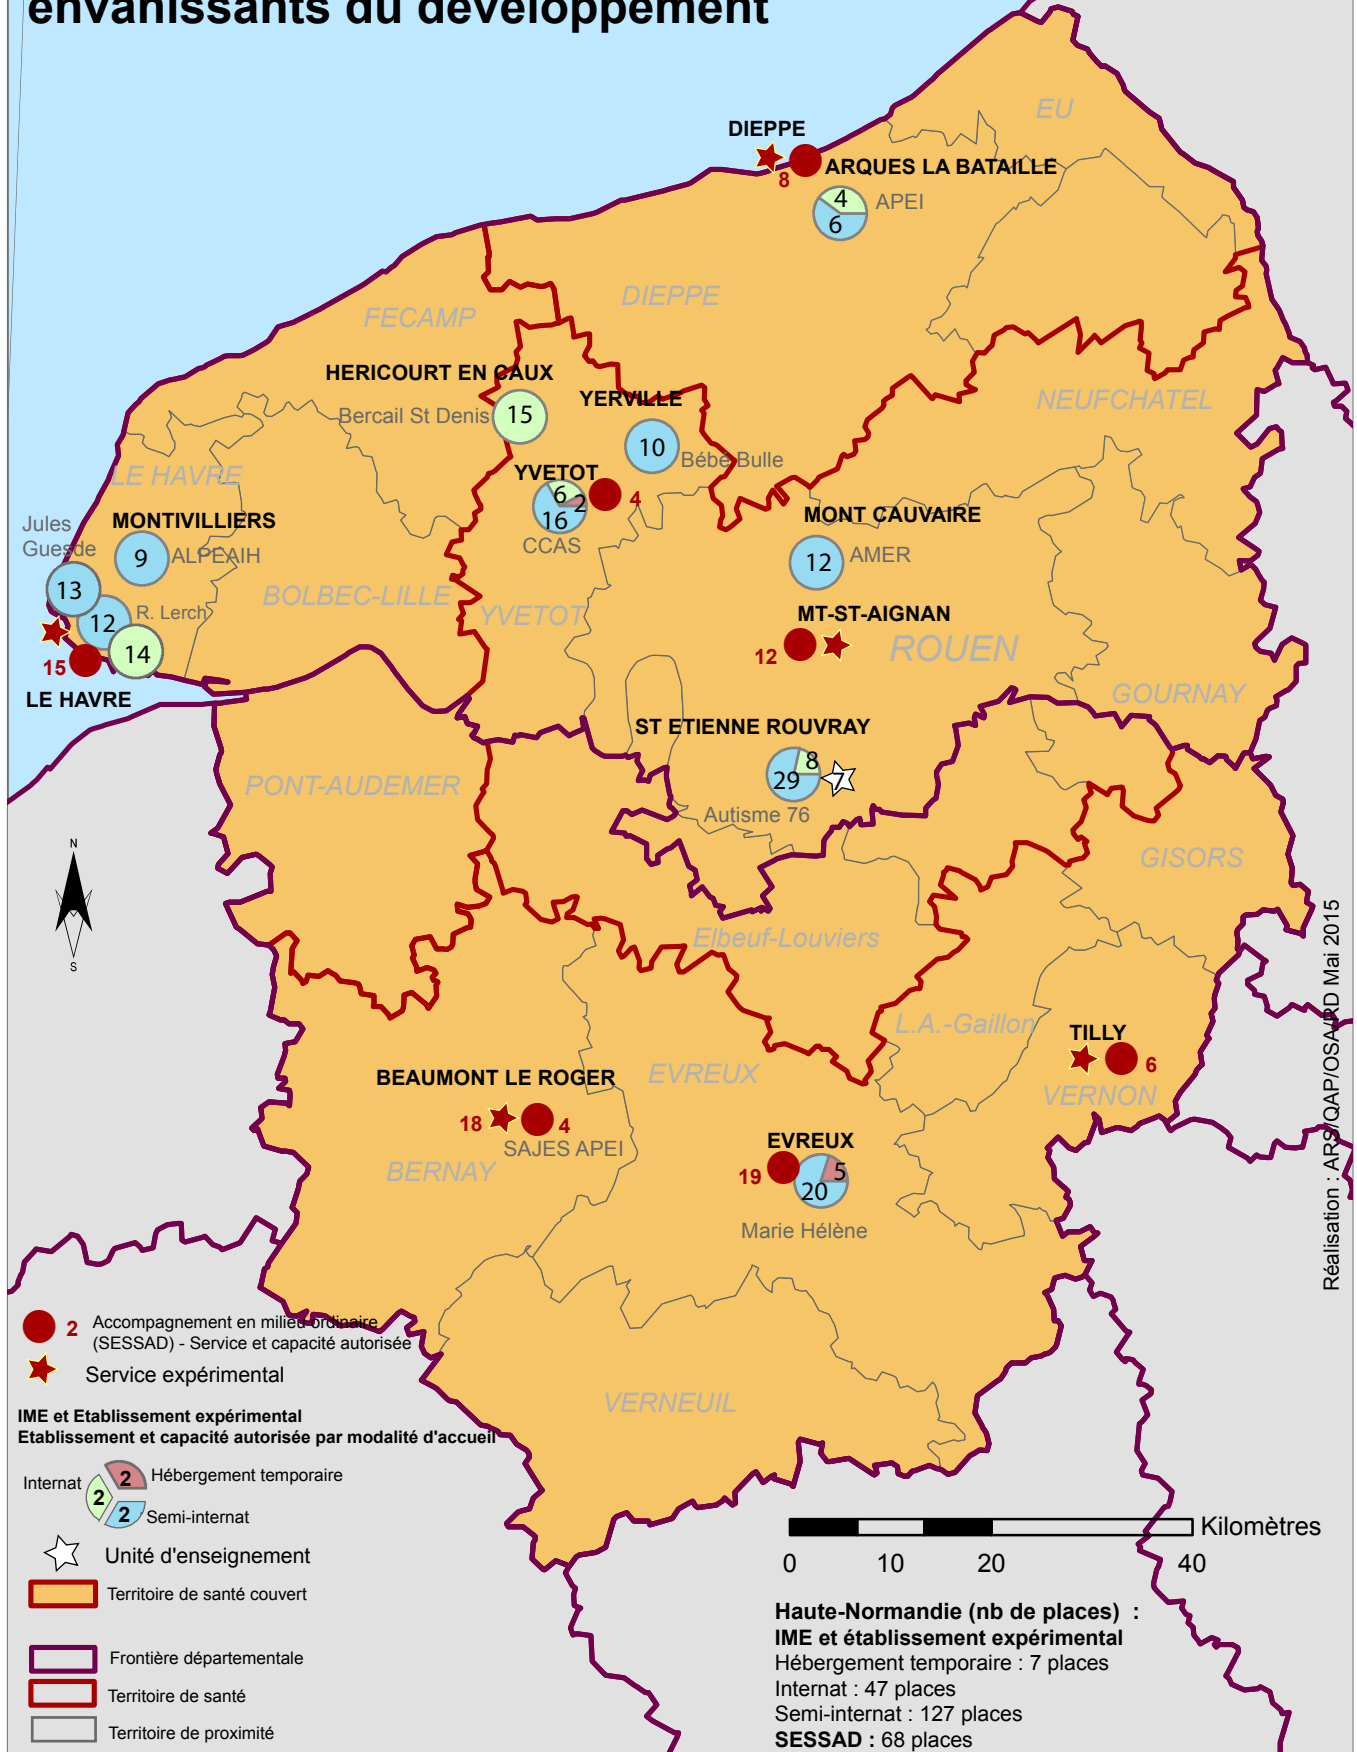 envahissants du développement
EU
DIEPPE
8
ARQUES LA BATAILLE
4
6
APEI
DIEPPE
FECAMP
HERICOURT EN CAUX
Bercail St Denis
15
YERVILLE
10
Bébé Bulle
NEUFCHATEL
LE HAVRE
YVETOT
6
2
16
4
CCAS
MONT CAUVAIRE
12
AMER
Jules
Guesde
MONTIVILLIERS
9
ALPEAIH
13
12
R. Lerch
14
15
LE HAVRE
BOLBEC-LILLE
YVETOT
MT-ST-AIGNAN
12
ROUEN
GOURNAY
ST ETIENNE ROUVRAY
8
29
7
Autisme 76
PONT-AUDEMER
GISORS
N
S
Elbeuf-Louviers
L.A.-Gaillon
TILLY
6
VERNON
BEAUMONT LE ROGER
18
4
SAJES APEI
BERNAY
EVREUX
EVREUX
19
5
20
Marie Hélène
Réalisation : ARS/QAP/OSA/RD Mai 2015
VERNEUIL
2
Accompagnement en milieu ordinaire
(SESSAD) - Service et capacité autorisée
Service expérimental
IME et Etablissement expérimental
Etablissement et capacité autorisée par modalité d'accueil
Internat
2
2
2
Hébergement temporaire
Semi-internat
Unité d'enseignement
Territoire de santé couvert
Frontière départementale
Territoire de santé
Territoire de proximité
Kilomètres
0 10 20 40
Haute-Normandie (nb de places) :
IME et établissement expérimental
Hébergement temporaire : 7 places
Internat : 47 places
Semi-internat : 127 places
SESSAD : 68 places